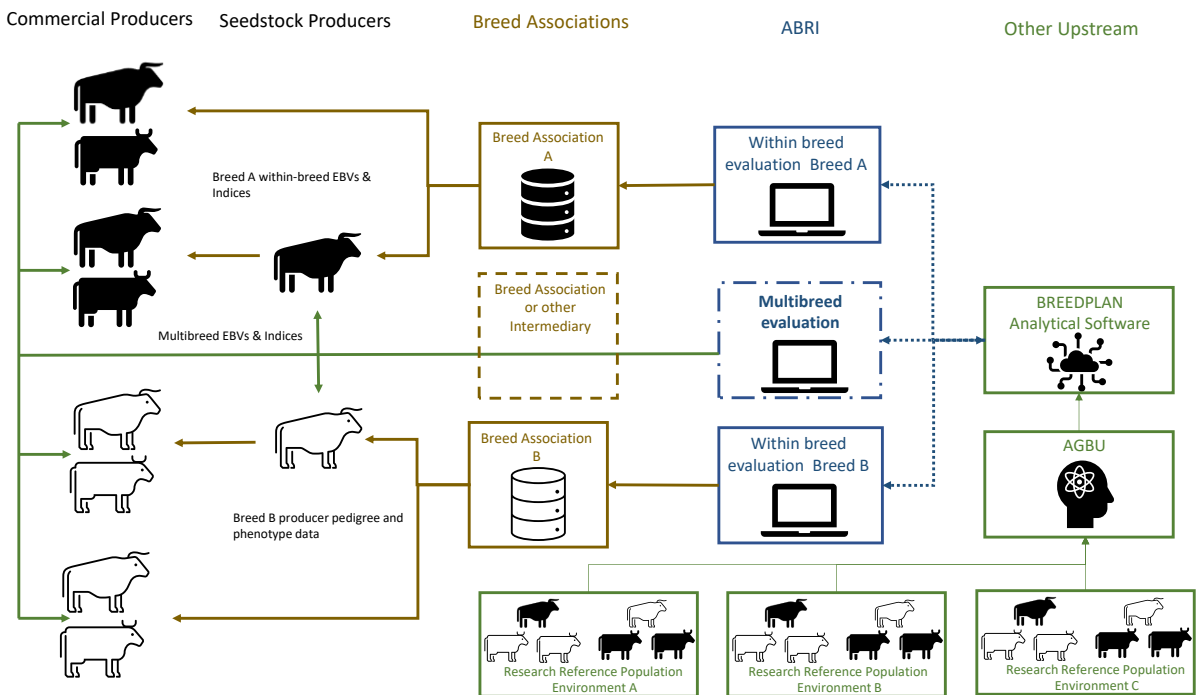 Commercial Producers
Seedstock Producers
Breed Associations
ABRI
Other Upstream
Breed Association
A
Within breed
evaluation  Breed A
Breed A within-breed EBVs &
Indices
Breed Association
or other
Intermediary
Multibreed
evaluation
BREEDPLAN
Analytical Software
Multibreed EBVs & Indices
Breed Association
B
Within breed
evaluation  Breed B
AGBU
Breed B producer pedigree and
phenotype data
Research Reference Population
Environment A
Research Reference Population
Environment B
Research Reference Population
Environment C